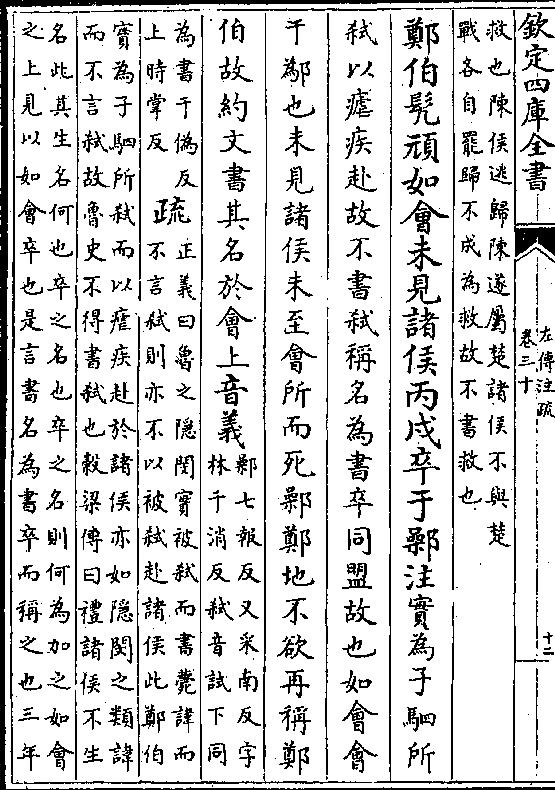 欽定四庫全書
左傳注疏
卷三十
十二
救也陳侯逃歸陳遂屬楚諸侯不與楚
戰各自罷歸不成為救故不書救也
鄭伯髠頑如會未見諸侯丙戌卒于鄵注實為子駟所
弑以瘧疾赴故不書弑稱名為書卒同盟故也如會會
于鄬也未見諸侯未至會所而死鄵鄭地不欲再稱鄭
伯故約文書其名於會上音義
鄵七報反又采南反字
林千消反弑音試下同
為書于偽反
上時掌反
疏
正義曰魯之隱閔實被弑而書薨諱而
不言弑則亦不以被弑赴諸侯此鄭伯
實為子駟所弑而以瘧疾赴於諸侯亦如隱閔之類諱
而不言弑故魯史不得書弑也穀梁傳曰禮諸侯不生
名此其生名何也卒之名也卒之名則何為加之如會
之上見以如會卒也是言書名為書卒而稱之也三年